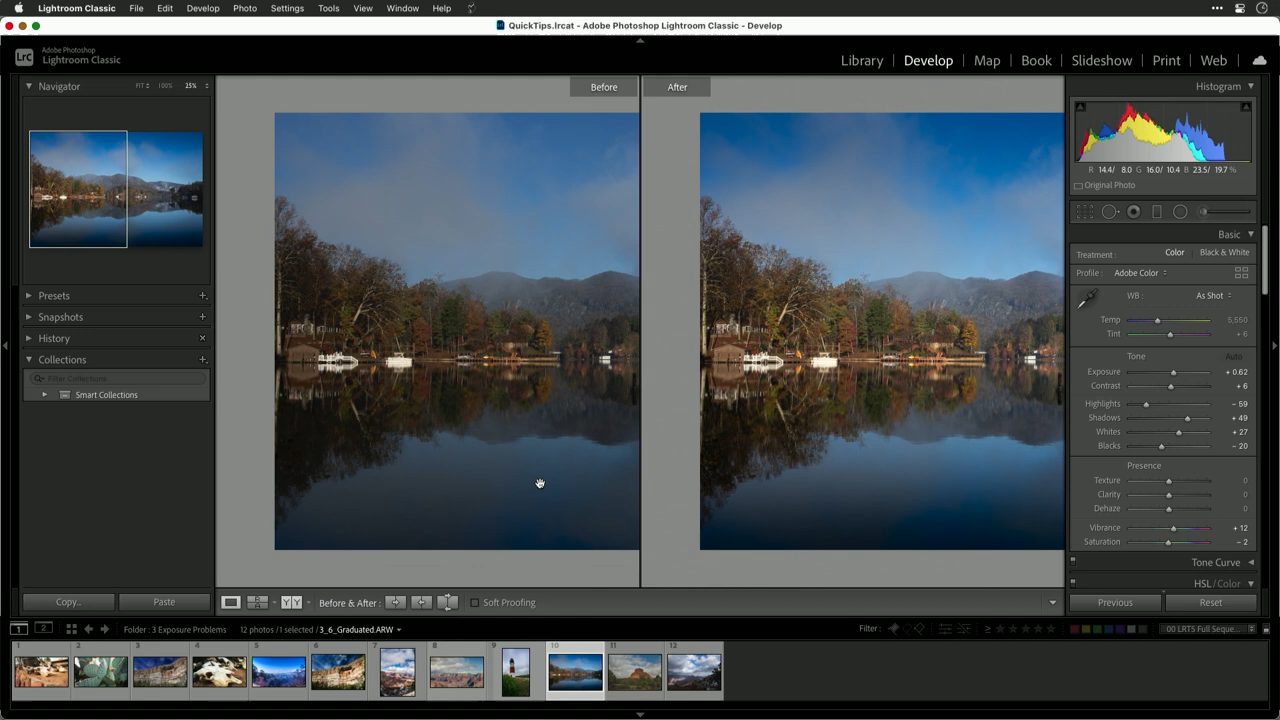 Lightroom Classic File Edit Develop Photo Settings Tools View Window Help
QuickTips.lrcat - Adobe Photoshop Lightroom Classic - Develop
Lrc Adobe Photoshop
Lightroom Classic
Library Develop Map Book Slideshow Print Web
Navigator FIT 100% 25%
Before After
Histogram
R 14.4/ 8.0 G 16.0/ 10.4 B 23.5/ 19.7 %
Original Photo
Basic
Treatment : Color Black & White
Profile : Adobe Color
WB : As Shot
Temp 5,550
Tint + 6
Tone Auto
Exposure + 0.62
Contrast + 6
Highlights – 59
Shadows + 49
Whites + 27
Blacks – 20
Presence
Texture 0
Clarity 0
Dehaze 0
Vibrance + 12
Saturation – 2
Tone Curve
HSL / Color
Previous Reset
Presets
Snapshots
History
Collections
Filter Collections
Smart Collections
Copy... Paste
Before & After : Soft Proofing
1 2 Folder : 3 Exposure Problems 12 photos /1 selected / 3_6_Graduated.ARW Filter : 00 LRTS Full Seque...
1 2 3 4 5 6 7 8 9 10 11 12